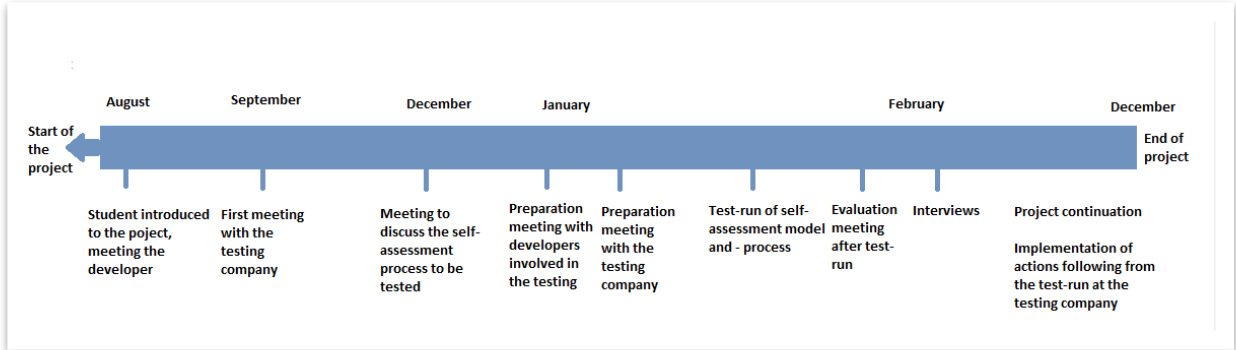 August
September
December
January
February
December
Start of
the
project
End of
project
Student introduced
to the poject,
meeting the
developer
First meeting
with the
testing
company
Meeting to
discuss the self-
assessment
process to be
tested
Preparation
meeting with
developers
involved in
the testing
Preparation
meeting
with the
testing
company
Test-run of self-
assessment model
and - process
Evaluation
meeting
after test-
run
Interviews
Project continuation
Implementation of
actions following from
the test-run at the
testing company